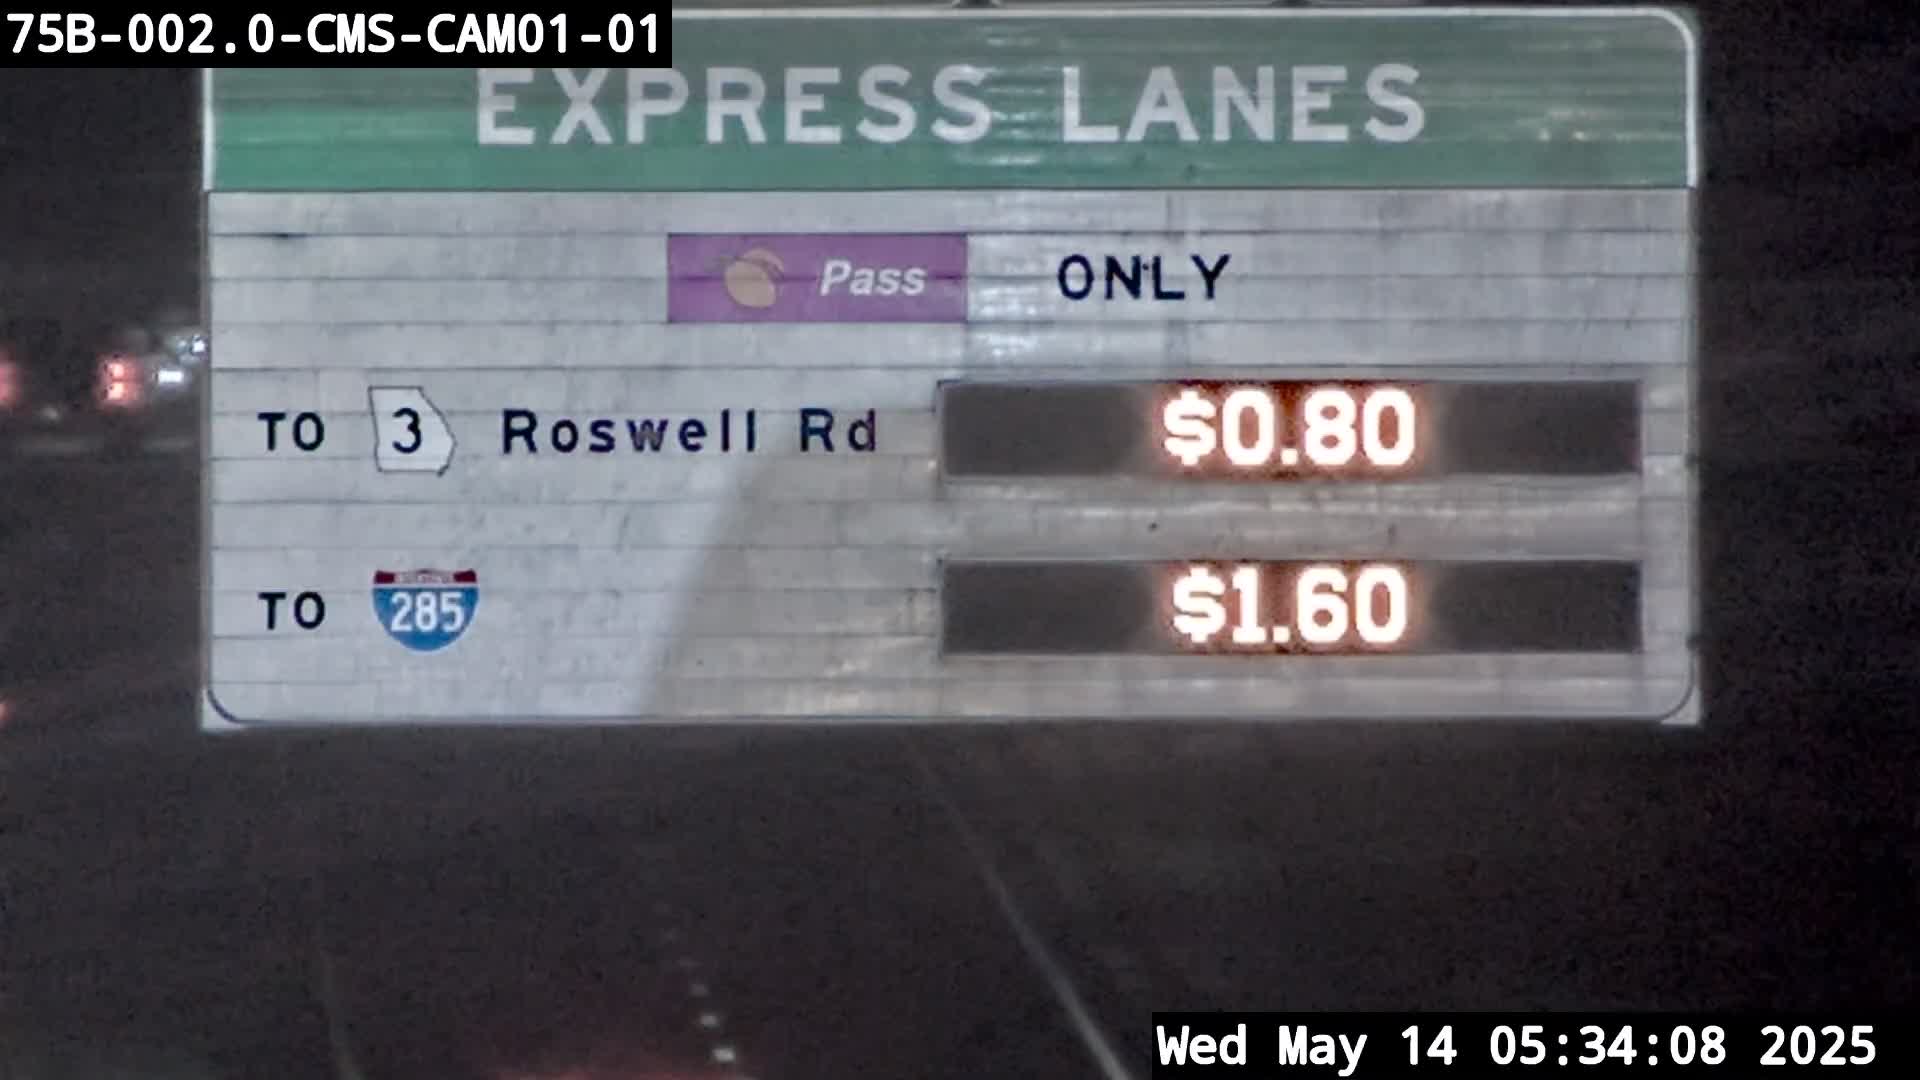 75B-002.0-CMS-CAM01-01
EXPRESS LANES
Pass ONLY
TO 3 Roswell Rd $0.80
TO 285 $1.60
Wed May 14 05:34:08 2025